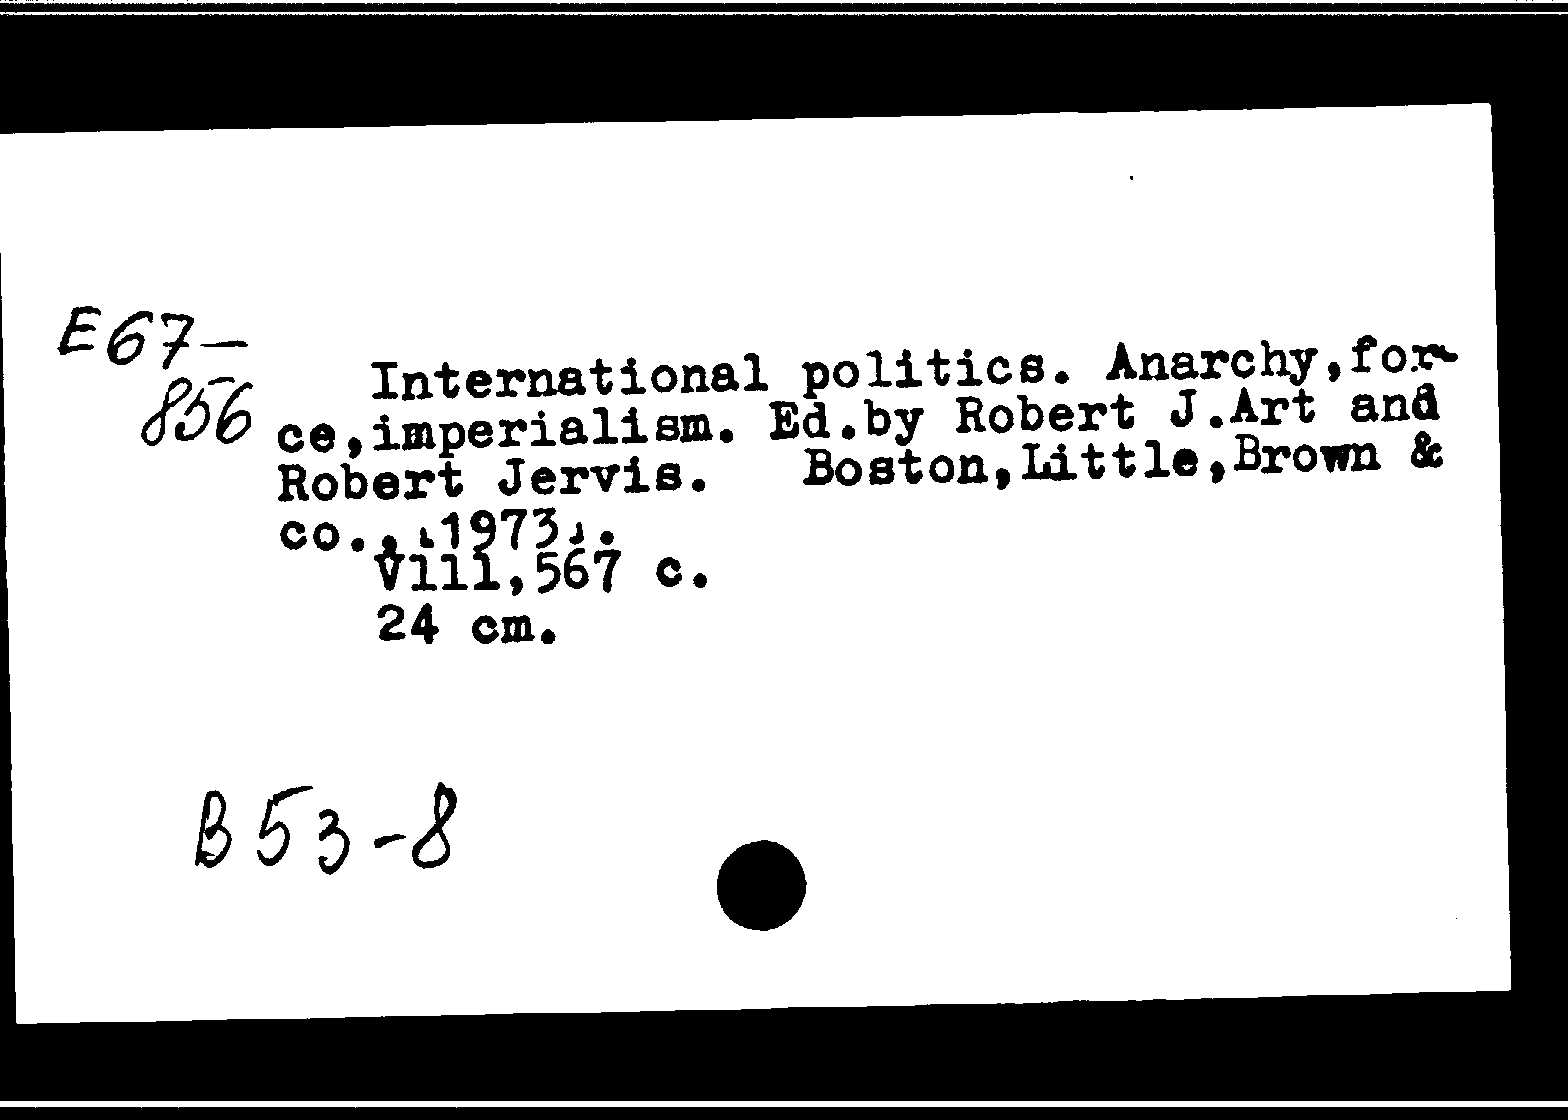 E67-
856
International politics. Anarchy,for-
ce,imperialism. Ed.by Robert J.Art and
Robert Jervis. Boston,Little,Brown &
co.,[1973].
VIII,567 c.
24 cm.
B53-8